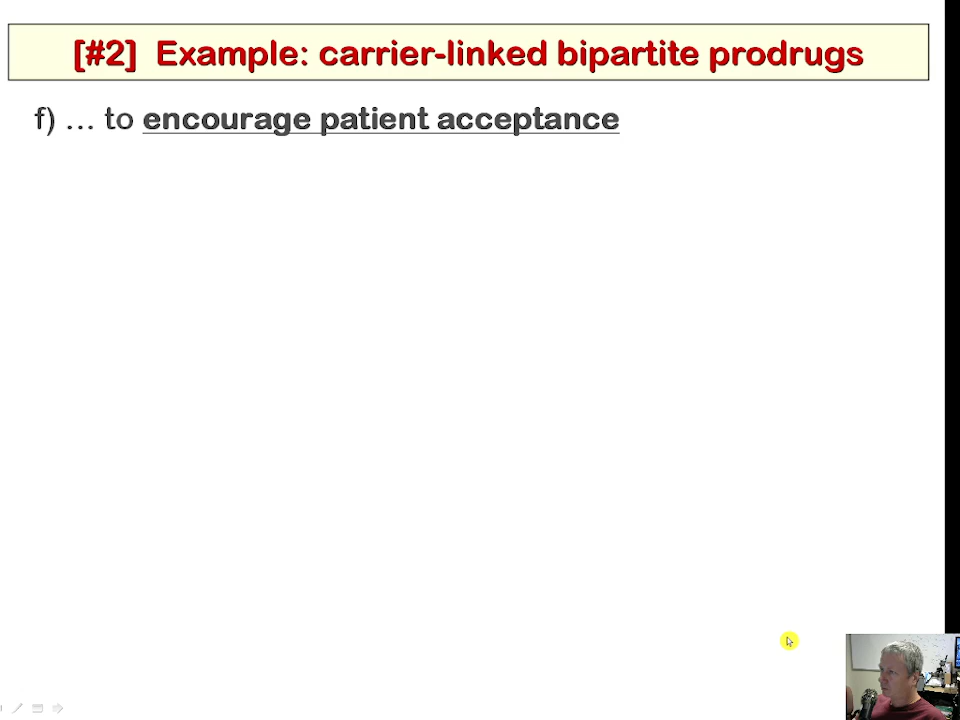 [#2] Example: carrier-linked bipartite prodrugs
f) ... to encourage patient acceptance